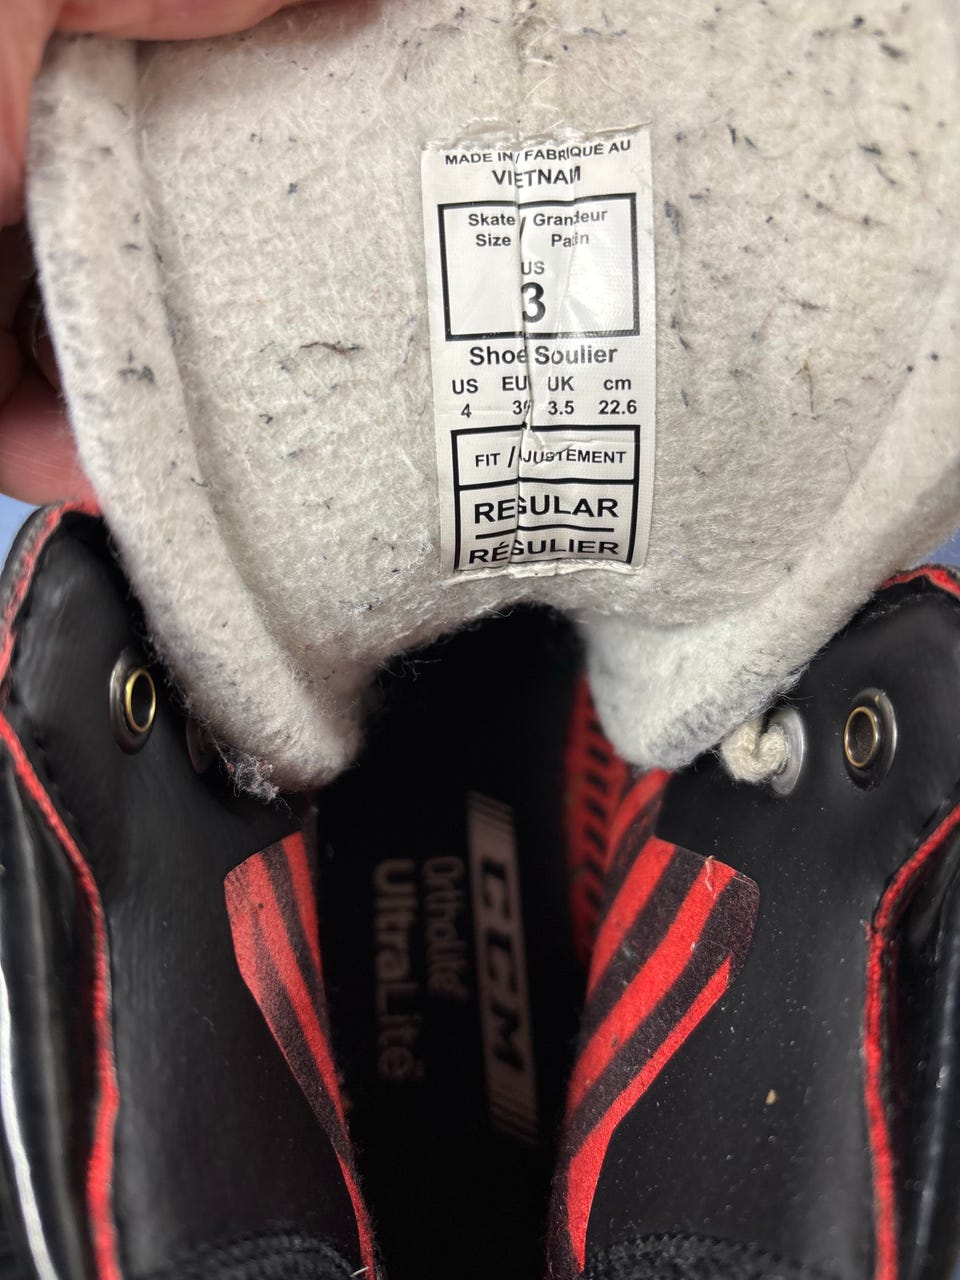 MADE IN / FABRIQUÉ AU
VIETNAM
Skate / Grandeur
Size Patin
US
3
Shoe Soulier
US EU UK cm
4 36 3.5 22.6
FIT / AJUSTEMENT
REGULAR
RÉGULIER
CCM
Ortholite
UltraLite